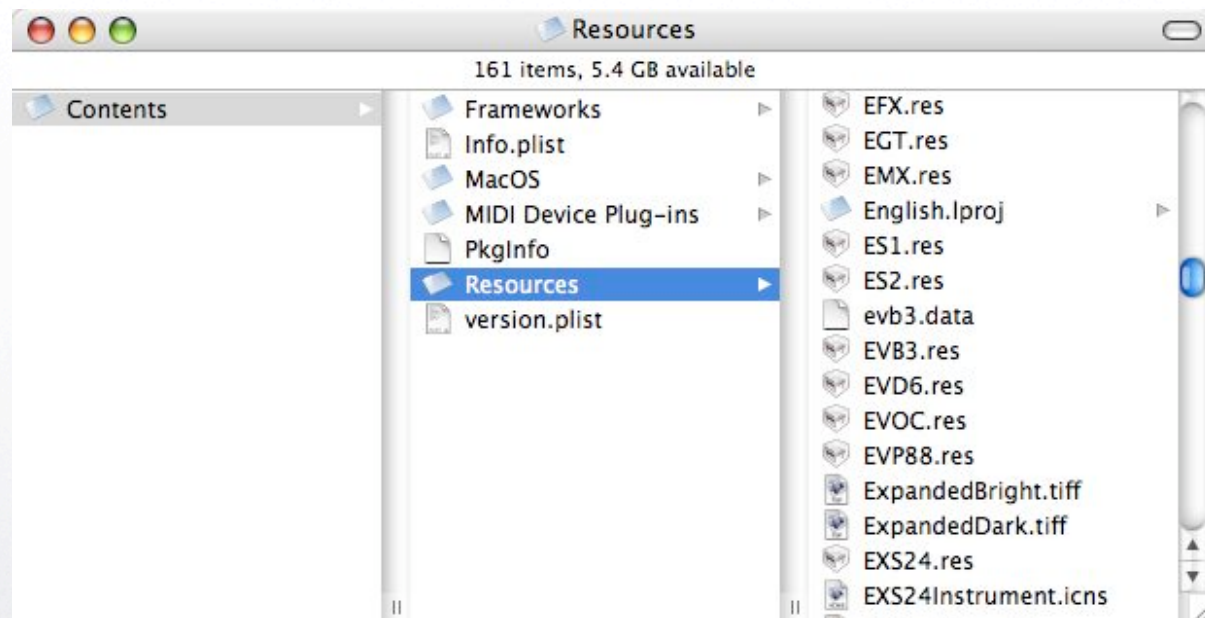 Resources
161 items, 5.4 GB available
Contents
Frameworks
Info.plist
MacOS
MIDI Device Plug-ins
PkgInfo
Resources
version.plist
EFX.res
EGT.res
EMX.res
English.lproj
ES1.res
ES2.res
evb3.data
EVB3.res
EVD6.res
EVOC.res
EVP88.res
ExpandedBright.tiff
ExpandedDark.tiff
EXS24.res
EXS24Instrument.icns